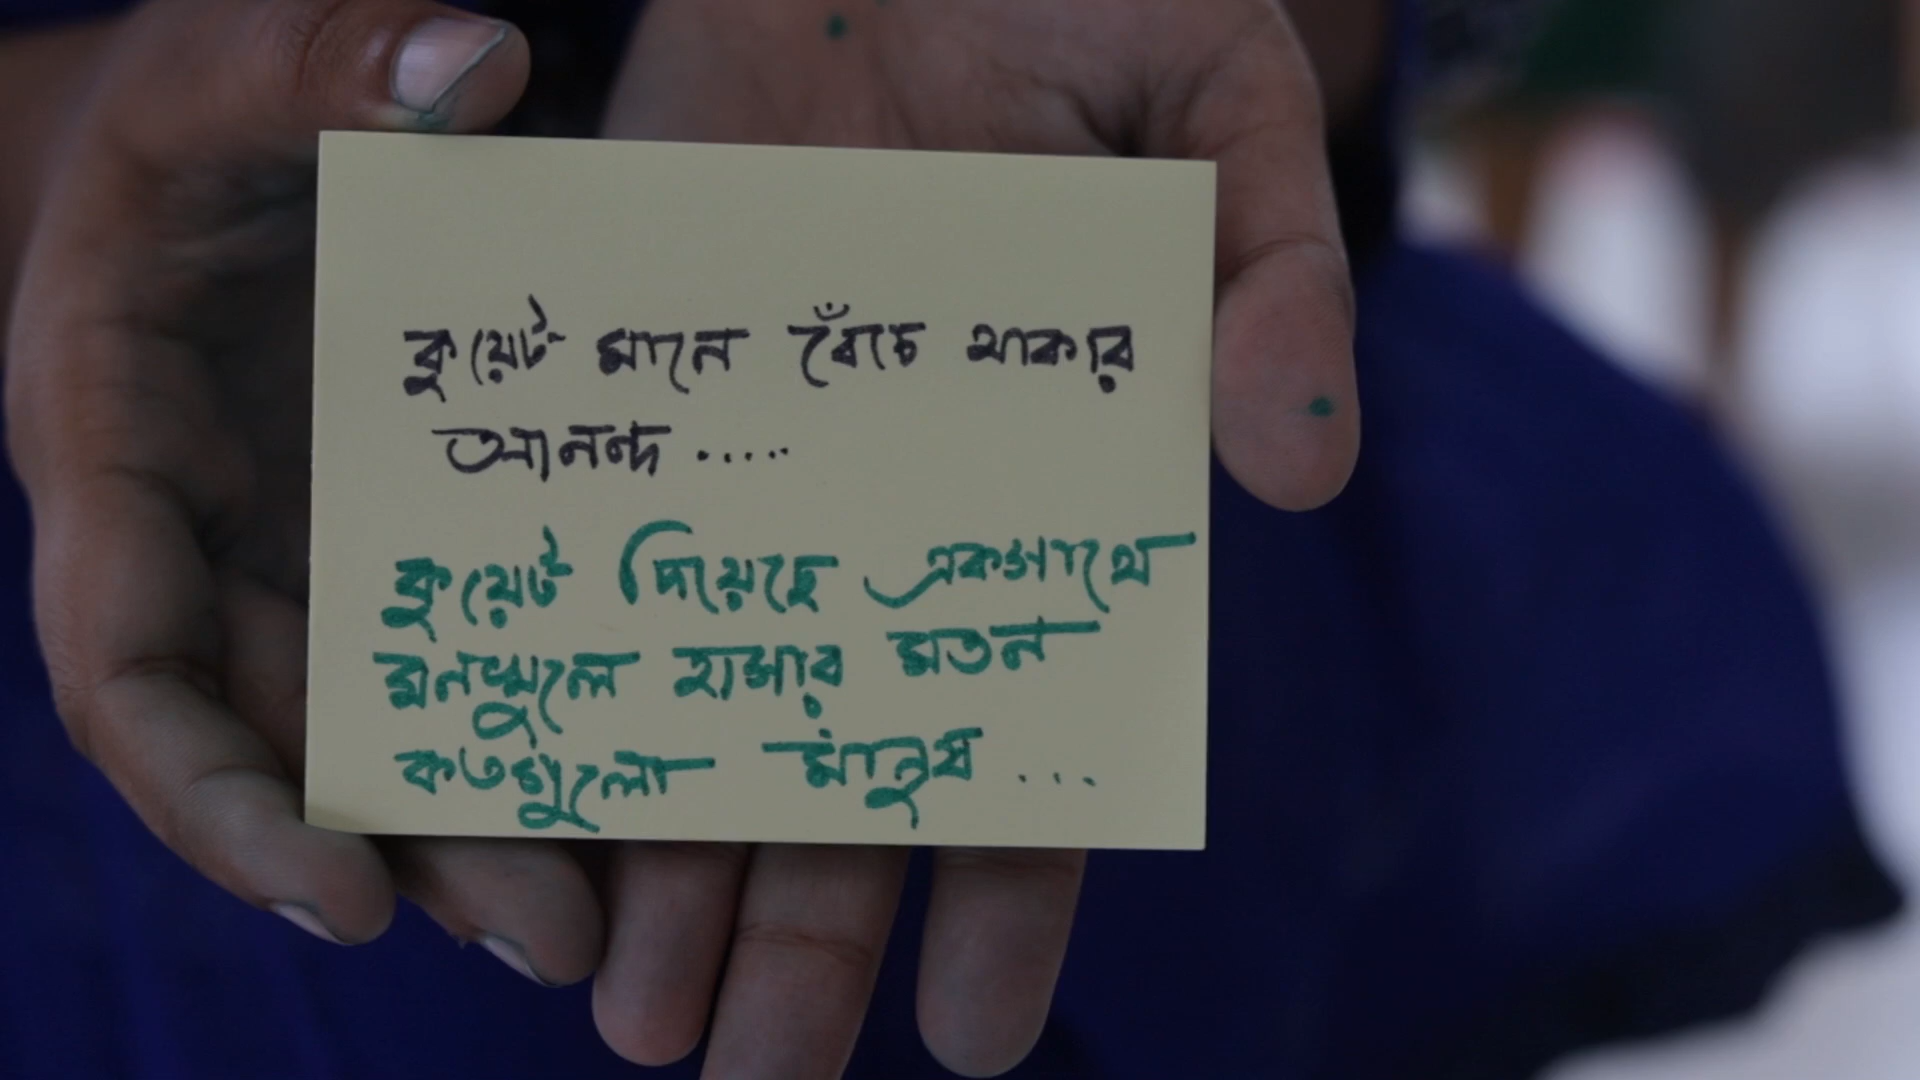 কুয়েট মানে বেঁচে থাকার
আনন্দ .....
কুয়েট দিয়েছে একসাথে
মনখুলে হাসার মতন
কতগুলো মানুষ ...